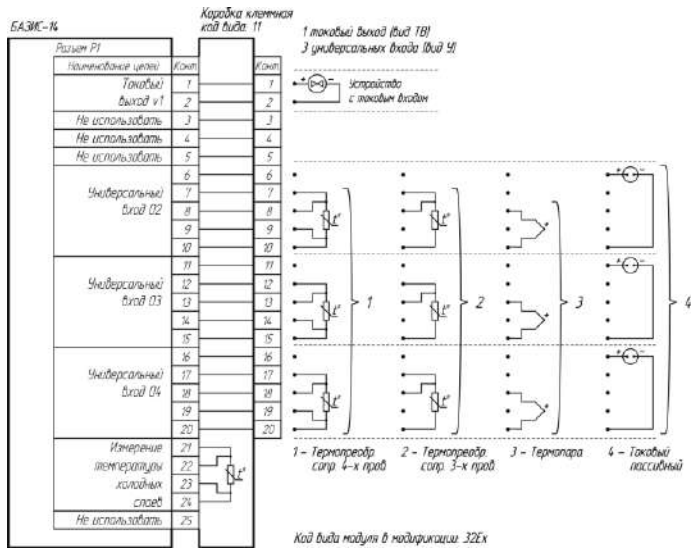 БАЗИС-14
Коробка клеммная
код вида: 11
1 токовый выход (вид ТВ)
3 универсальных входа (вид У)
Разъем Р1
Наименование цепей Конт. Конт.
Токовый
выход v1
1 1
2 2
Не использовать 3 3
Не использовать 4 4
Не использовать 5 5
+ - Устройство
с токовым входом
Универсальный
вход 02
6 6
7 7
8 8
9 9
10 10
Универсальный
вход 03
11 11
12 12
13 13
14 14
15 15
Универсальный
вход 04
16 16
17 17
18 18
19 19
20 20
t° t° + + -
t° t° + + -
t° t° + + -
1 2 3 4
Измерение
температуры
холодных
спаев
21
22
23
24
t°
Не использовать 25
1 - Термопреобр.
сопр. 4-х пров.
2 - Термопреобр.
сопр. 3-х пров.
3 - Термопара
4 - Токовый
пассивный
Код вида модуля в модификации: 32Ex